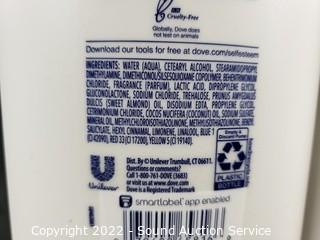 Cruelty-Free
Globally, Dove does
not test on animals
Download our tools for free at dove.com/selfesteem
INGREDIENTS: WATER (AQUA), CETEARYL ALCOHOL, STEARAMIDOPROPYL
DIMETHYLAMINE, DIMETHICONOL/SILSESQUIOXANE COPOLYMER, BEHENTRIMONIUM
CHLORIDE, FRAGRANCE (PARFUM), LACTIC ACID, DIPROPYLENE GLYCOL,
GLUCONOLACTONE, SODIUM CHLORIDE, TREHALOSE, PRUNUS AMYGDALUS
DULCIS (SWEET ALMOND) OIL, DISODIUM EDTA, PROPYLENE GLYCOL,
CETRIMONIUM CHLORIDE, COCOS NUCIFERA (COCONUT) OIL, SODIUM
MINERAL OIL, METHYLCHLOROISOTHIAZOLINONE, METHYLISOTHIAZOLINONE,
SALICYLATE, HEXYL CINNAMAL, LIMONENE, LINALOOL, BLUE 1
(CI 42090), RED 33 (CI 17200), YELLOW 5 (CI 19140).
Dist. By © Unilever Trumbull, CT 06611.
Questions or comments?
Call 1-800-761-DOVE (3683)
or visit us at www.dove.com
Dove is a Registered Trademark
Unilever
Empty &
Replace Cap
PLASTIC
BOTTLE
smartlabel app enabled
Copyright 2022 - Sound Auction Service